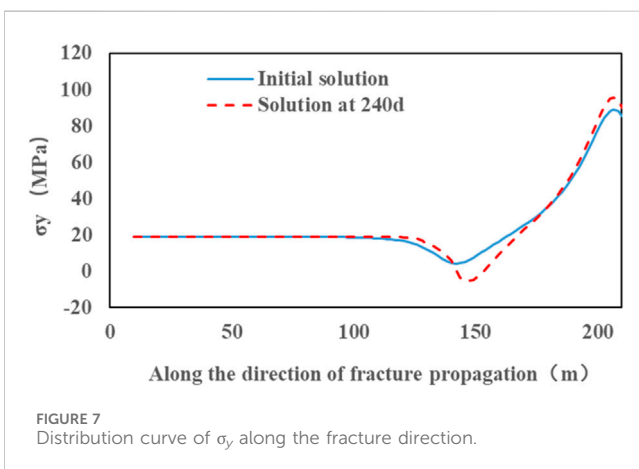 120
100
80
60
40
20
0
-20
σy （MPa）
Initial solution
Solution at 240d
0 50 100 150 200
Along the direction of fracture propagation（m）
FIGURE 7
Distribution curve of σy along the fracture direction.